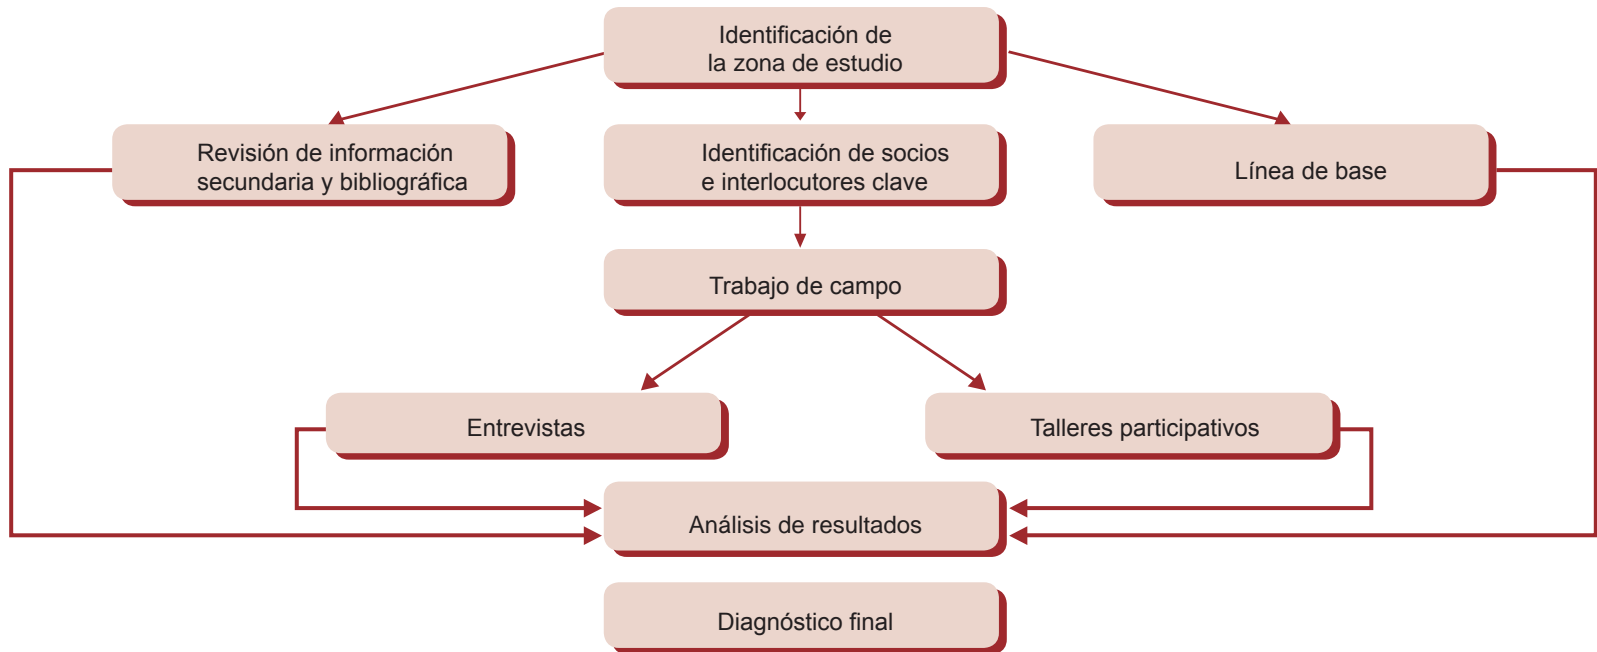 Identificación de
la zona de estudio
Revisión de información
secundaria y bibliográfica
Identificación de socios
e interlocutores clave
Línea de base
Trabajo de campo
Entrevistas
Talleres participativos
Análisis de resultados
Diagnóstico final